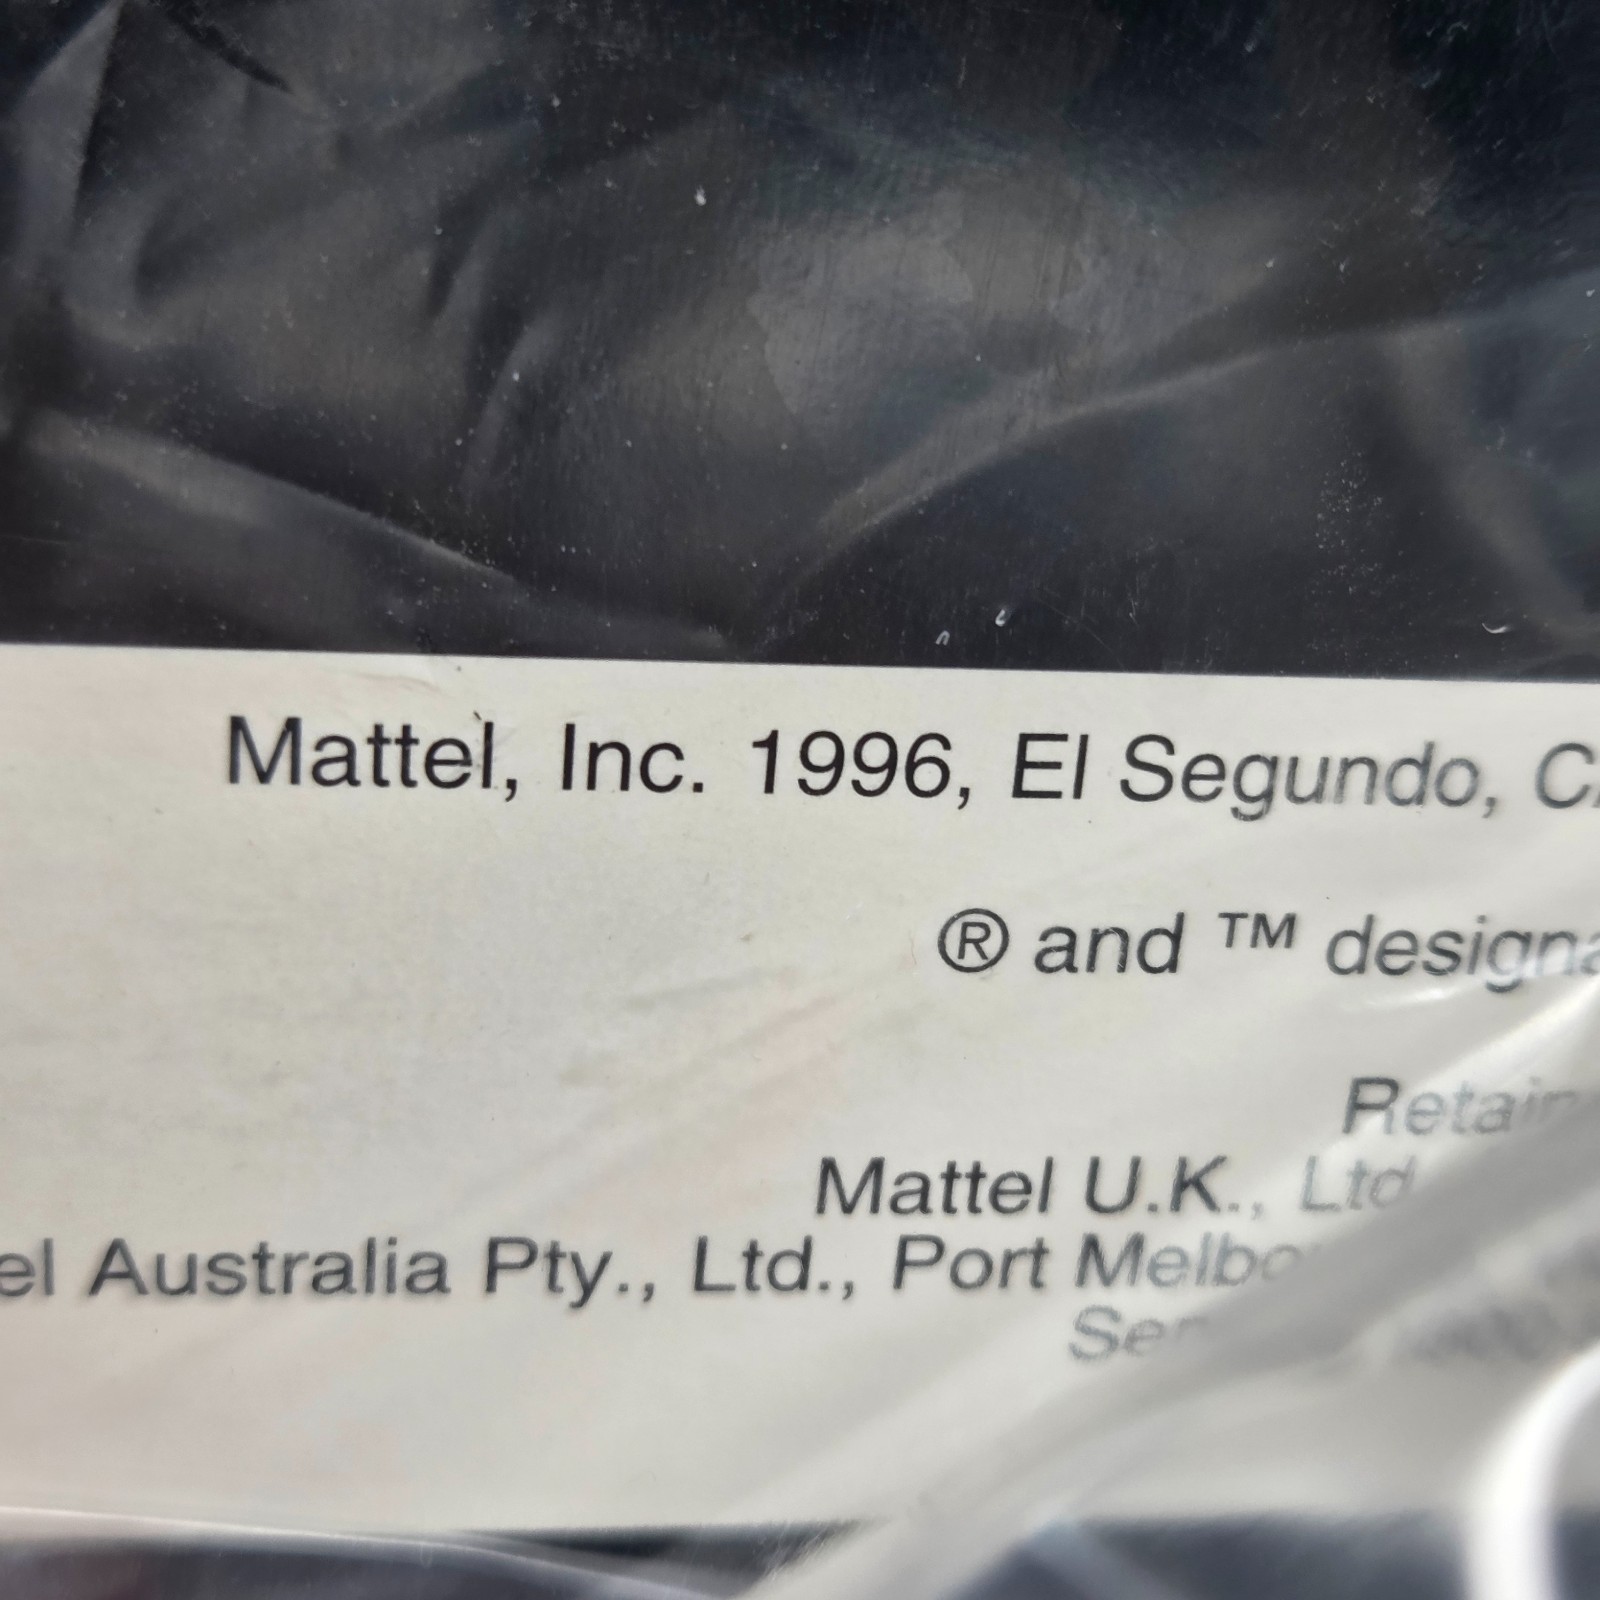 Mattel, Inc. 1996, El Segundo,
® and ™
Mattel U.K., Ltd
Australia Pty., Ltd., Port